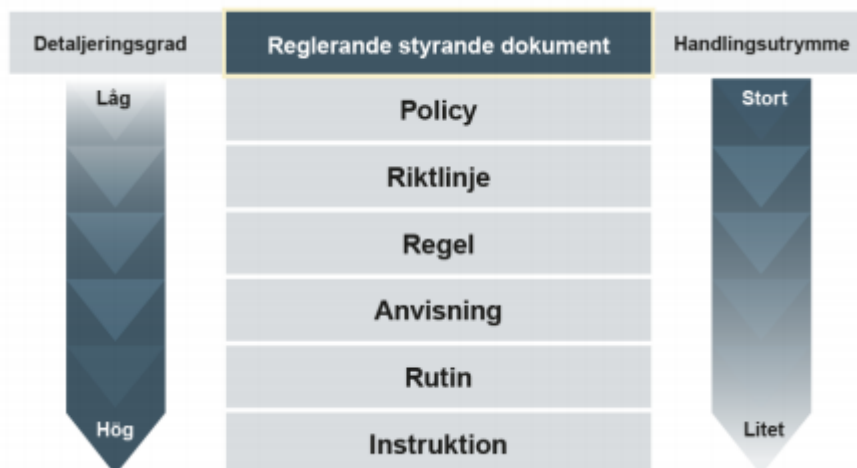 Detaljeringsgrad
Reglerande styrande dokument
Handlingsutrymme
Låg
Policy
Stort
Riktlinje
Regel
Anvisning
Rutin
Hög
Instruktion
Litet